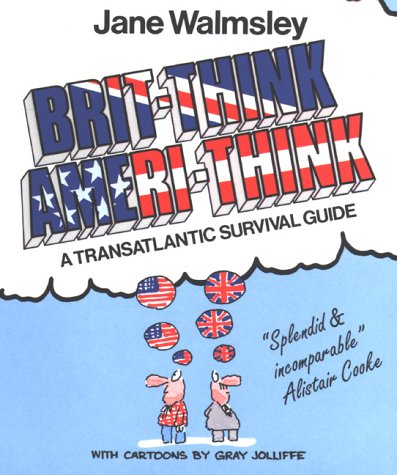 Jane Walmsley
BRIT-THINK
AMERI-THINK
A TRANSATLANTIC SURVIVAL GUIDE
"Splendid &
incomparable"
Alistair Cooke
WITH CARTOONS BY GRAY JOLLIFFE